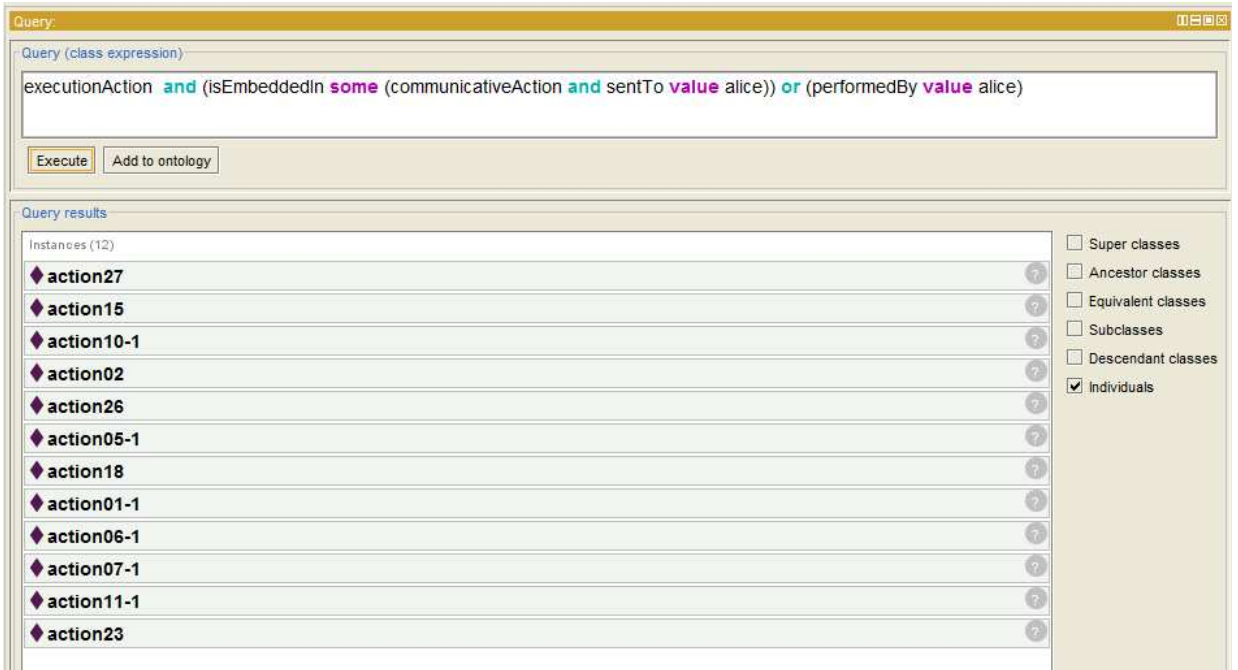 Query:
Query (class expression)
executionAction and (isEmbeddedIn some (communicativeAction and sentTo value alice)) or (performedBy value alice)
Execute Add to ontology
Query results
Instances (12)
action27 ?
action15 ?
action10-1 ?
action02 ?
action26 ?
action05-1 ?
action18 ?
action01-1 ?
action06-1 ?
action07-1 ?
action11-1 ?
action23 ?
Super classes
Ancestor classes
Equivalent classes
Subclasses
Descendant classes
Individuals